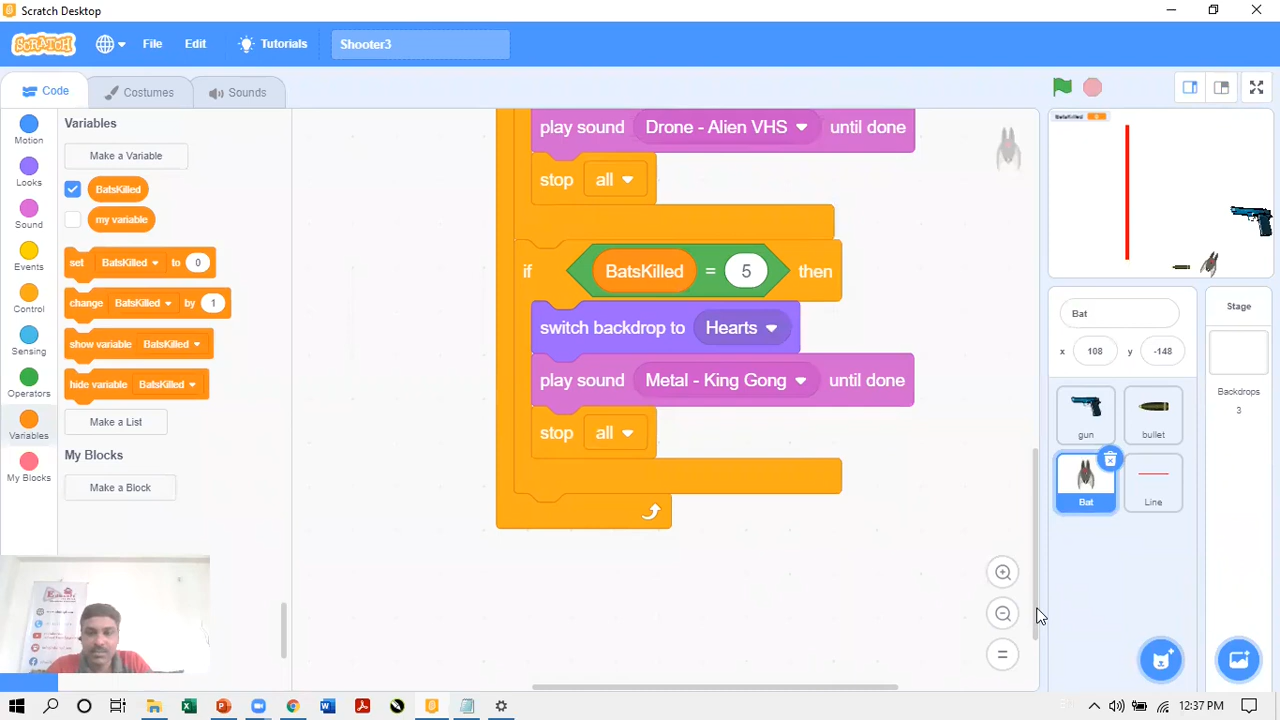 Scratch Desktop
SCRATCH
File
Edit
Tutorials
Shooter3
Code
Costumes
Sounds
Motion
Looks
Sound
Events
Control
Sensing
Operators
Variables
My Blocks
Variables
Make a Variable
BatsKilled
my variable
set BatsKilled to 0
change BatsKilled by 1
show variable BatsKilled
hide variable BatsKilled
Make a List
My Blocks
Make a Block
play sound Drone - Alien VHS until done
stop all
if BatsKilled = 5 then
switch backdrop to Hearts
play sound Metal - King Gong until done
stop all
BatsKilled
Bat
x 108 y -148
gun
bullet
Bat
Line
Stage
Backdrops
3
12:37 PM